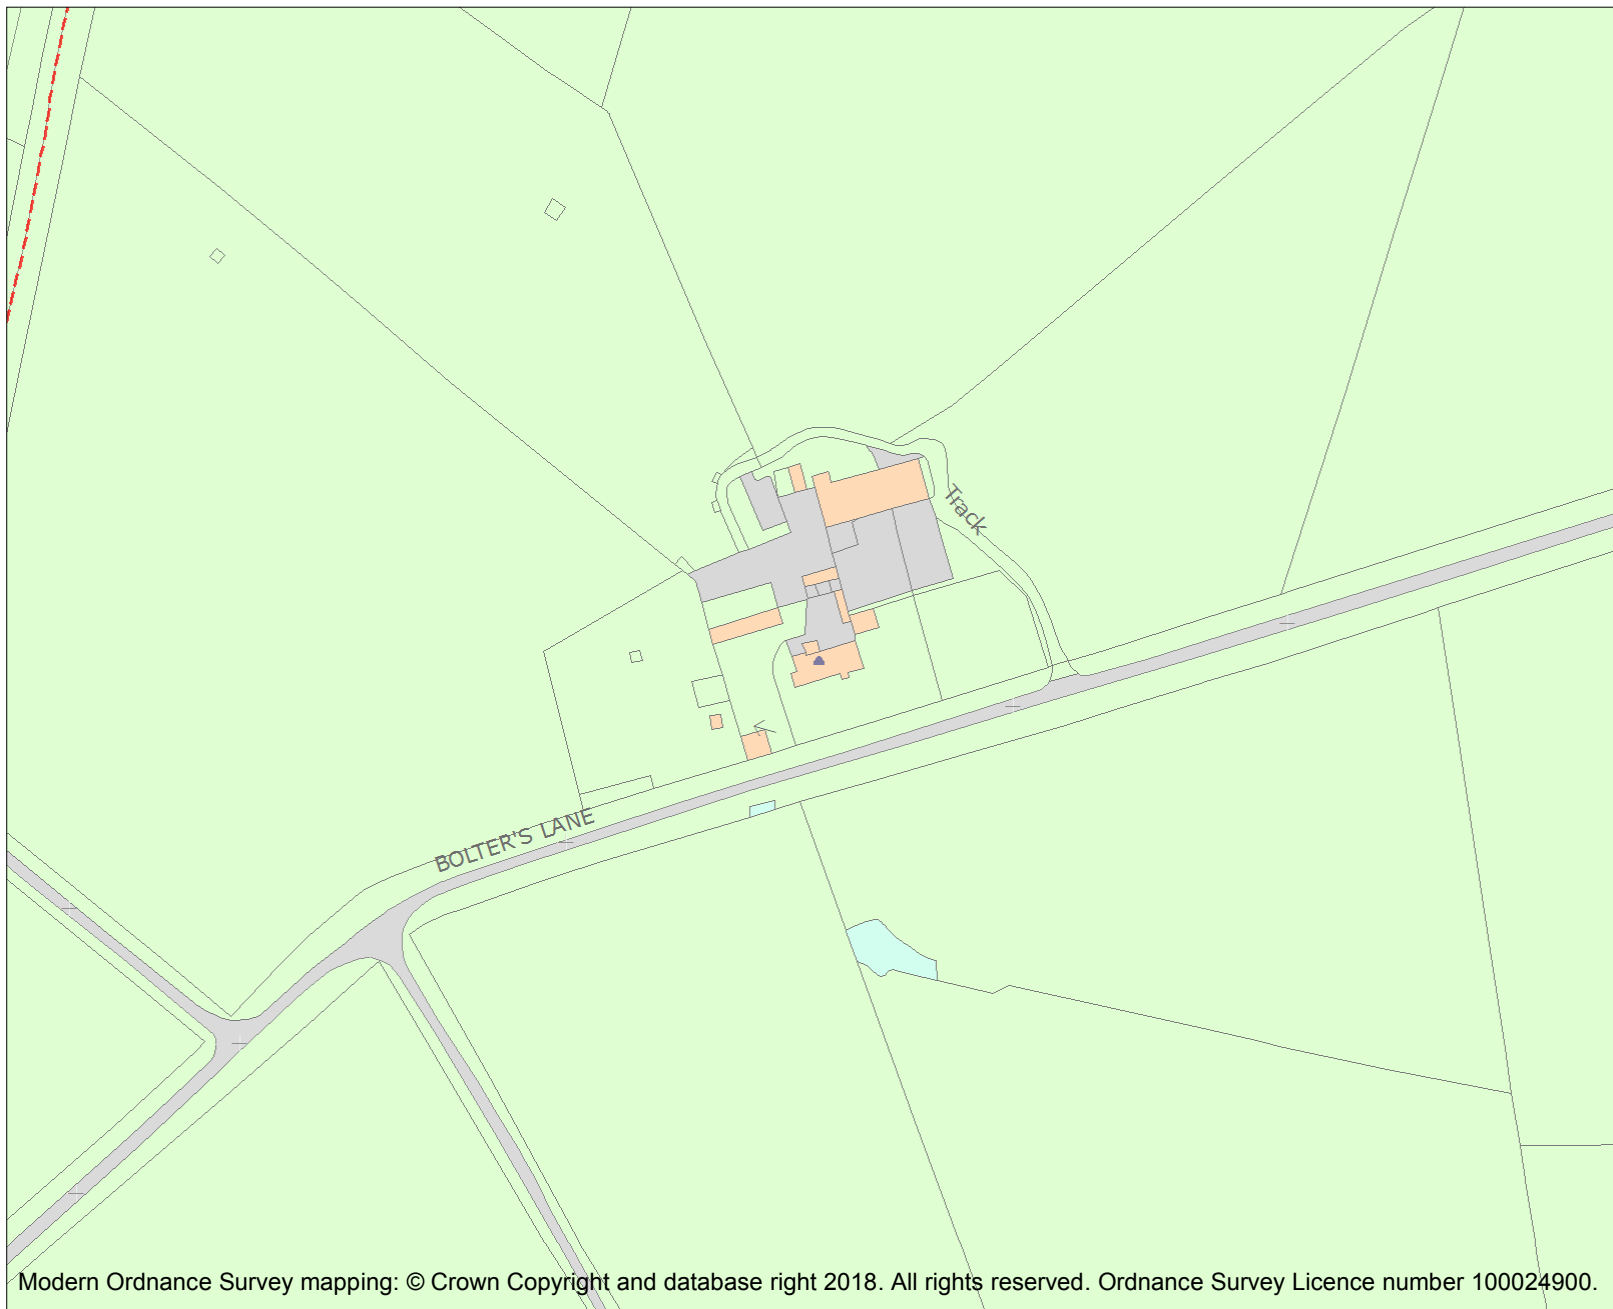 Track
BOLTER'S LANE
Modern Ordnance Survey mapping: © Crown Copyright and database right 2018. All rights reserved. Ordnance Survey Licence number 100024900.